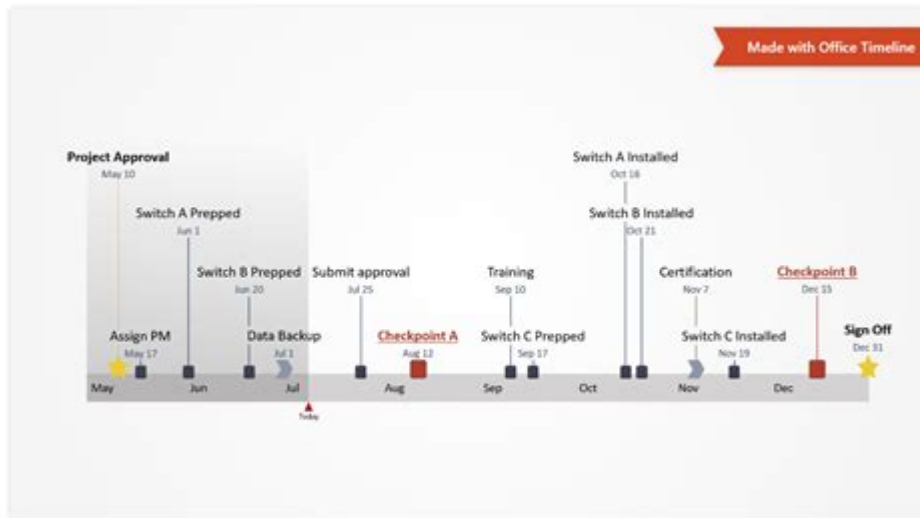 Made with Office Timeline
Project Approval
May 10
Switch A Prepped
Jun 1
Switch B Prepped
Jun 20
Assign PM
May 17
Data Backup
Jul 1
Submit approval
Jul 25
Checkpoint A
Aug 12
Training
Sep 10
Switch C Prepped
Sep 17
Switch A Installed
Oct 16
Switch B Installed
Oct 21
Certification
Nov 7
Switch C Installed
Nov 19
Checkpoint B
Dec 15
Sign Off
Dec 31
May Jun Jul Aug Sep Oct Nov Dec
Today